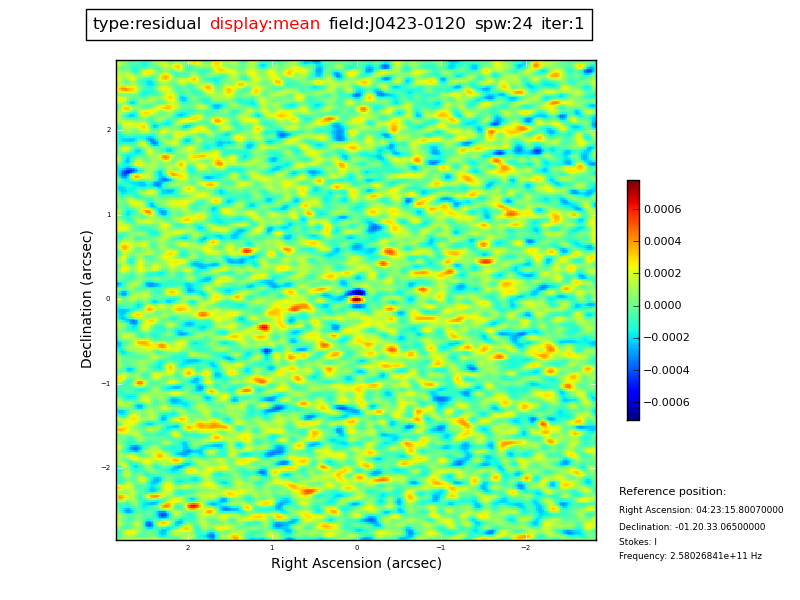 type:residual display:mean field:J0423-0120 spw:24 iter:1
2
1
0
−1
−2
Declination (arcsec)
2 1 0 −1 −2
Right Ascension (arcsec)
0.0006
0.0004
0.0002
0.0000
−0.0002
−0.0004
−0.0006
Reference position:
Right Ascension: 04:23:15.80070000
Declination: -01.20.33.06500000
Stokes: I
Frequency: 2.58026841e+11 Hz